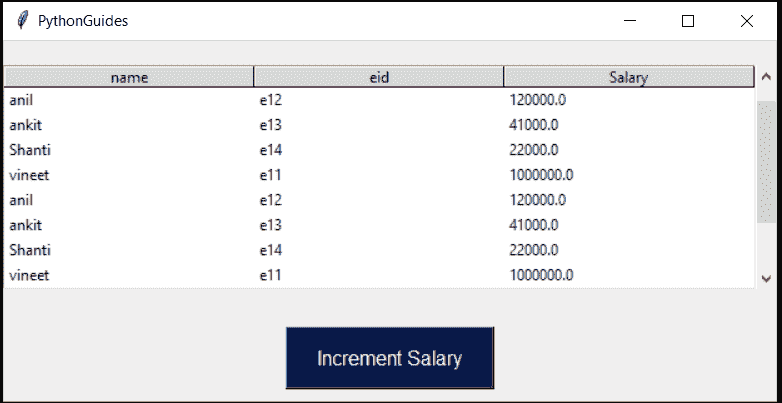 PythonGuides
name eid Salary
anil e12 120000.0
ankit e13 41000.0
Shanti e14 22000.0
vineet e11 1000000.0
anil e12 120000.0
ankit e13 41000.0
Shanti e14 22000.0
vineet e11 1000000.0
Increment Salary